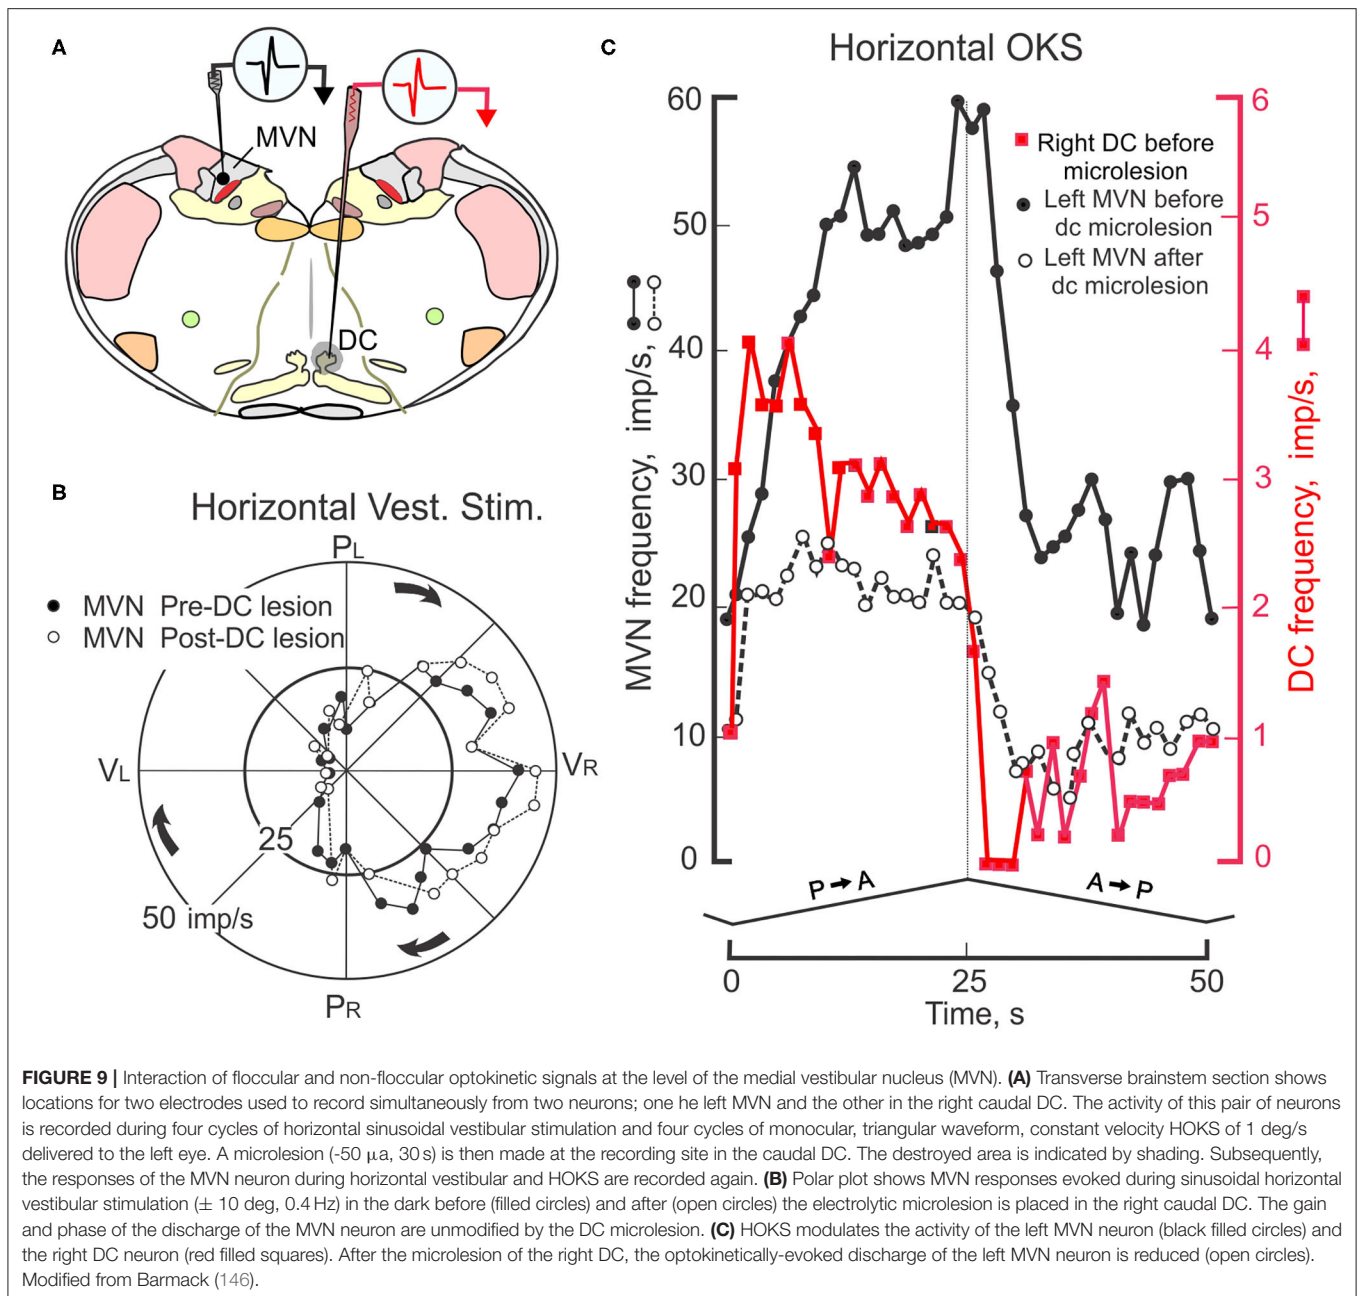 A
MVN
DC
B
Horizontal Vest. Stim.
PL
MVN Pre-DC lesion
MVN Post-DC lesion
VL
VR
25
50 imp/s
PR
C
Horizontal OKS
60
50
40
30
20
10
0
MVN frequency, imp/s,
6
5
4
3
2
1
0
DC frequency, imp/s,
Right DC before
microlesion
Left MVN before
dc microlesion
Left MVN after
dc microlesion
P → A
A → P
0
25
50
Time, s
FIGURE 9 | Interaction of floccular and non-floccular optokinetic signals at the level of the medial vestibular nucleus (MVN). (A) Transverse brainstem section shows
locations for two electrodes used to record simultaneously from two neurons; one he left MVN and the other in the right caudal DC. The activity of this pair of neurons
is recorded during four cycles of horizontal sinusoidal vestibular stimulation and four cycles of monocular, triangular waveform, constant velocity HOKS of 1 deg/s
delivered to the left eye. A microlesion (-50 μa, 30 s) is then made at the recording site in the caudal DC. The destroyed area is indicated by shading. Subsequently,
the responses of the MVN neuron during horizontal vestibular and HOKS are recorded again. (B) Polar plot shows MVN responses evoked during sinusoidal horizontal
vestibular stimulation (± 10 deg, 0.4 Hz) in the dark before (filled circles) and after (open circles) the electrolytic microlesion is placed in the right caudal DC. The gain
and phase of the discharge of the MVN neuron are unmodified by the DC microlesion. (C) HOKS modulates the activity of the left MVN neuron (black filled circles) and
the right DC neuron (red filled squares). After the microlesion of the right DC, the optokinetically-evoked discharge of the left MVN neuron is reduced (open circles).
Modified from Barmack (146).